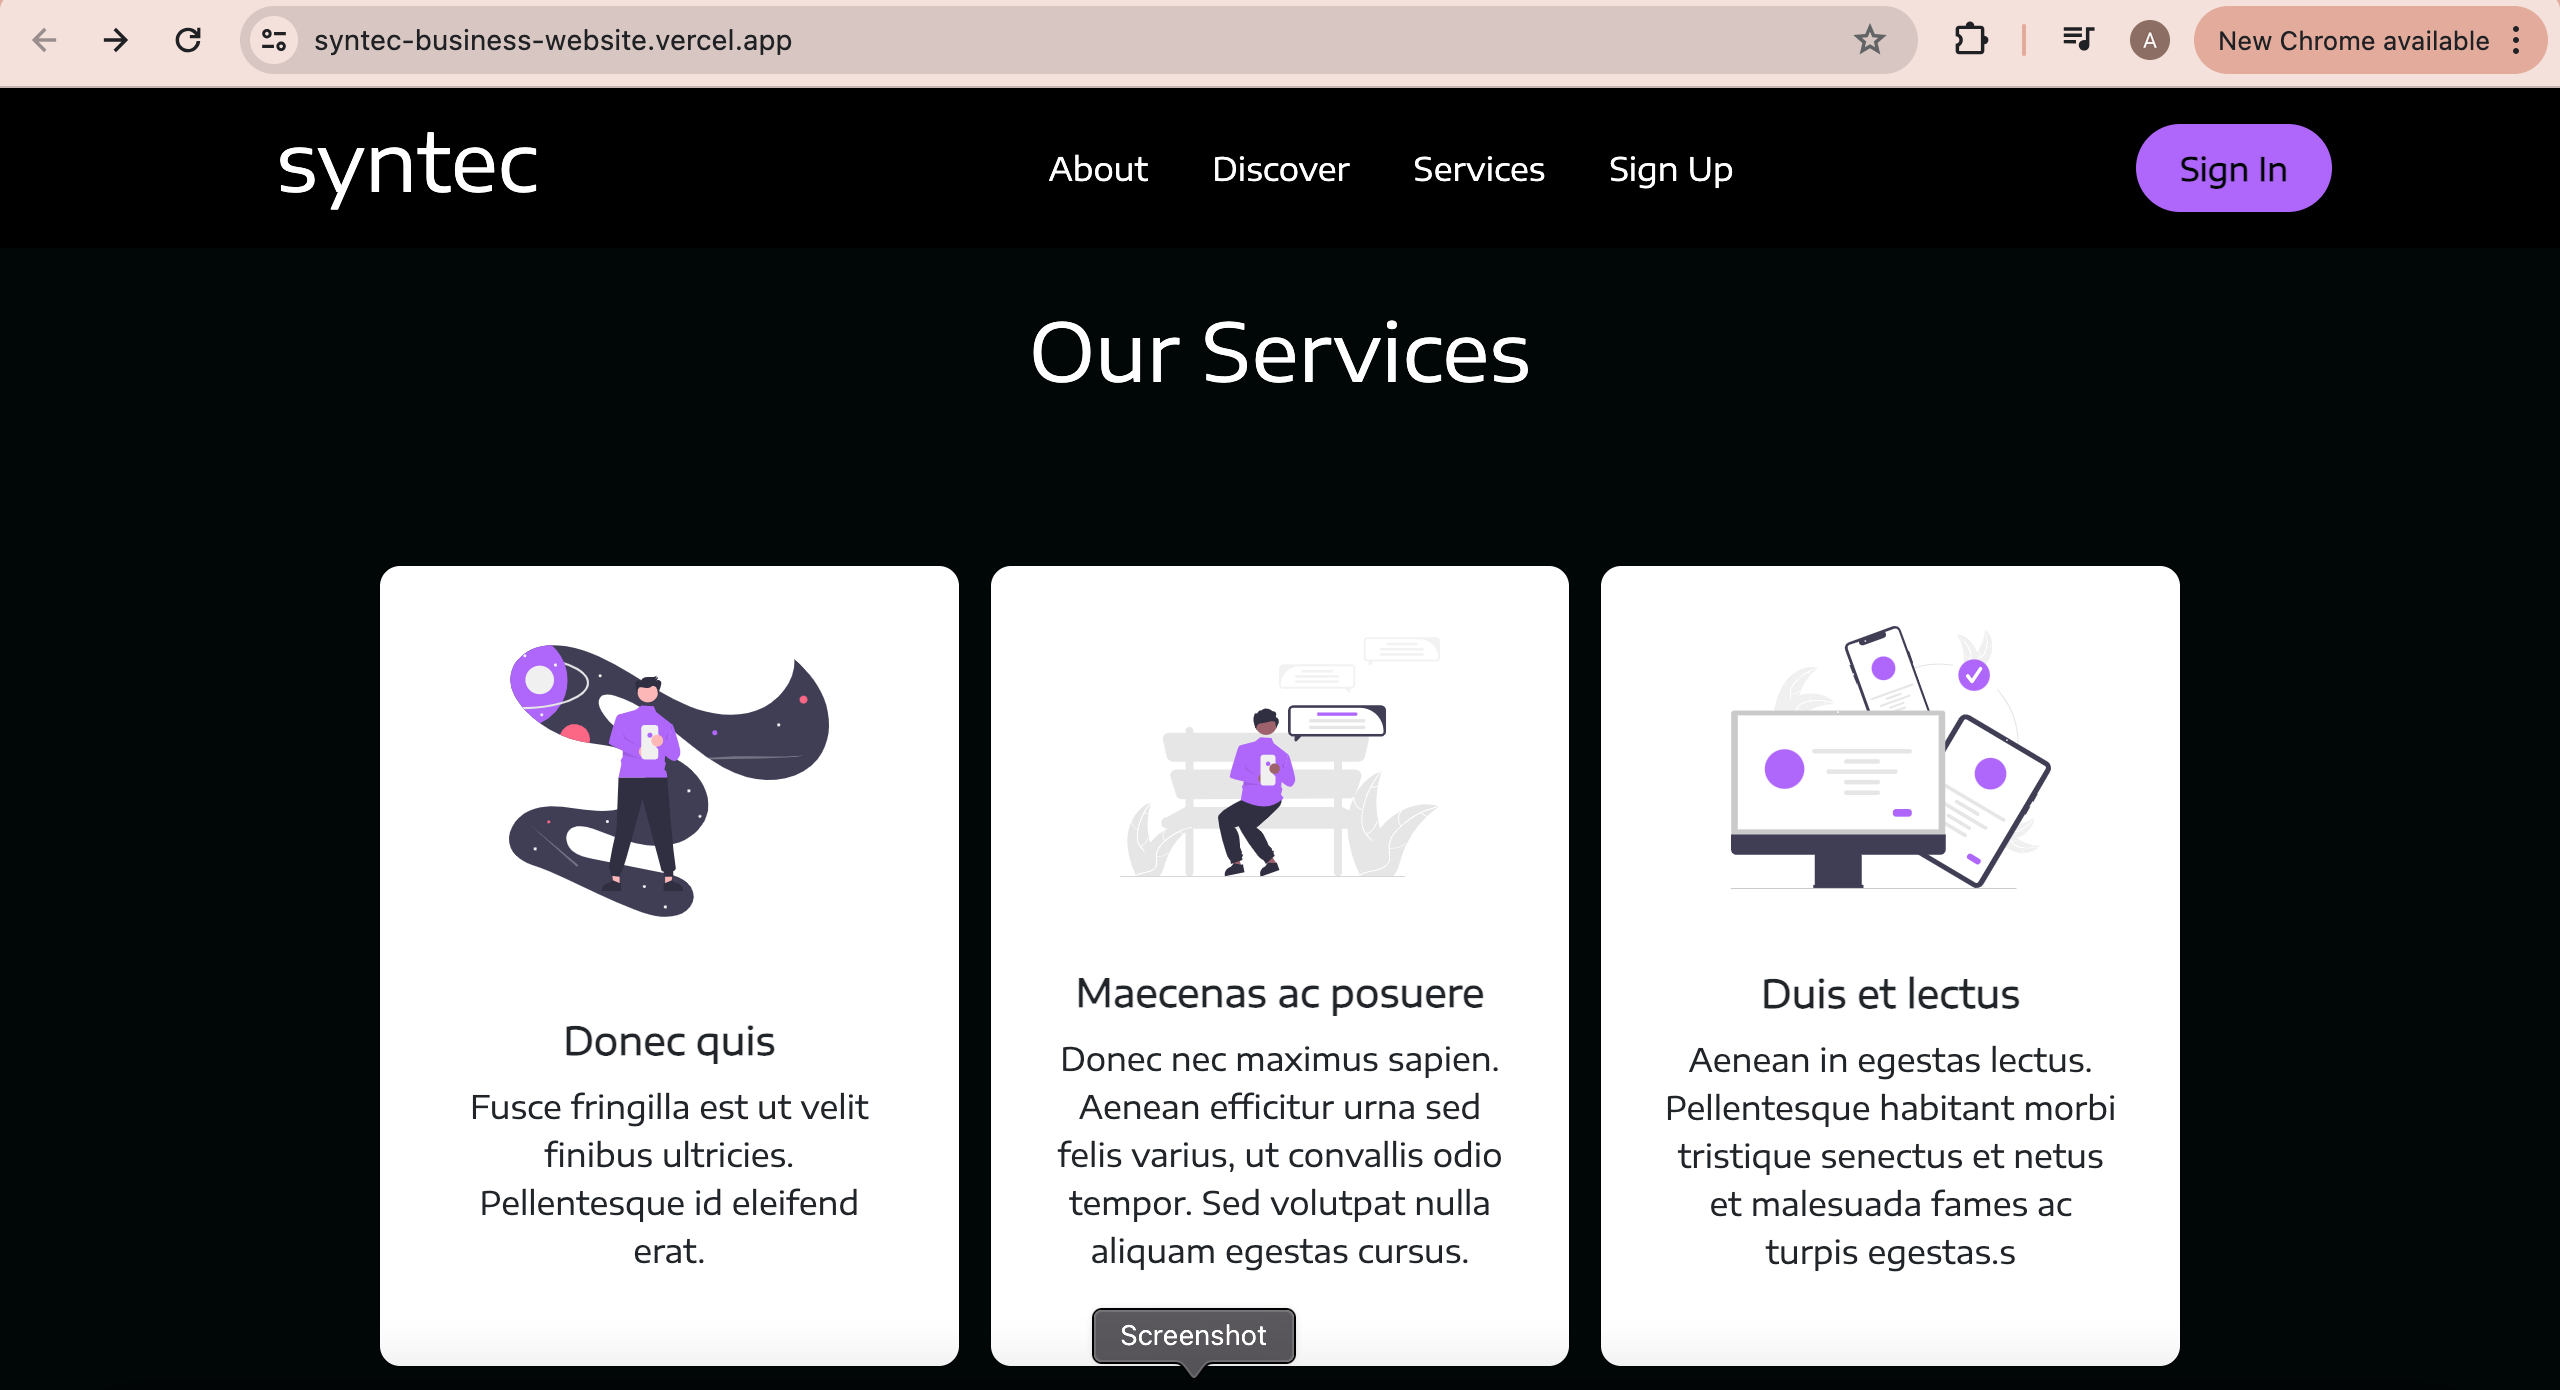 syntec-business-website.vercel.app
A
New Chrome available
syntec
About
Discover
Services
Sign Up
Sign In
Our Services
Donec quis
Fusce fringilla est ut velit
finibus ultricies.
Pellentesque id eleifend
erat.
Maecenas ac posuere
Donec nec maximus sapien.
Aenean efficitur urna sed
felis varius, ut convallis odio
tempor. Sed volutpat nulla
aliquam egestas cursus.
Duis et lectus
Aenean in egestas lectus.
Pellentesque habitant morbi
tristique senectus et netus
et malesuada fames ac
turpis egestas.s
Screenshot